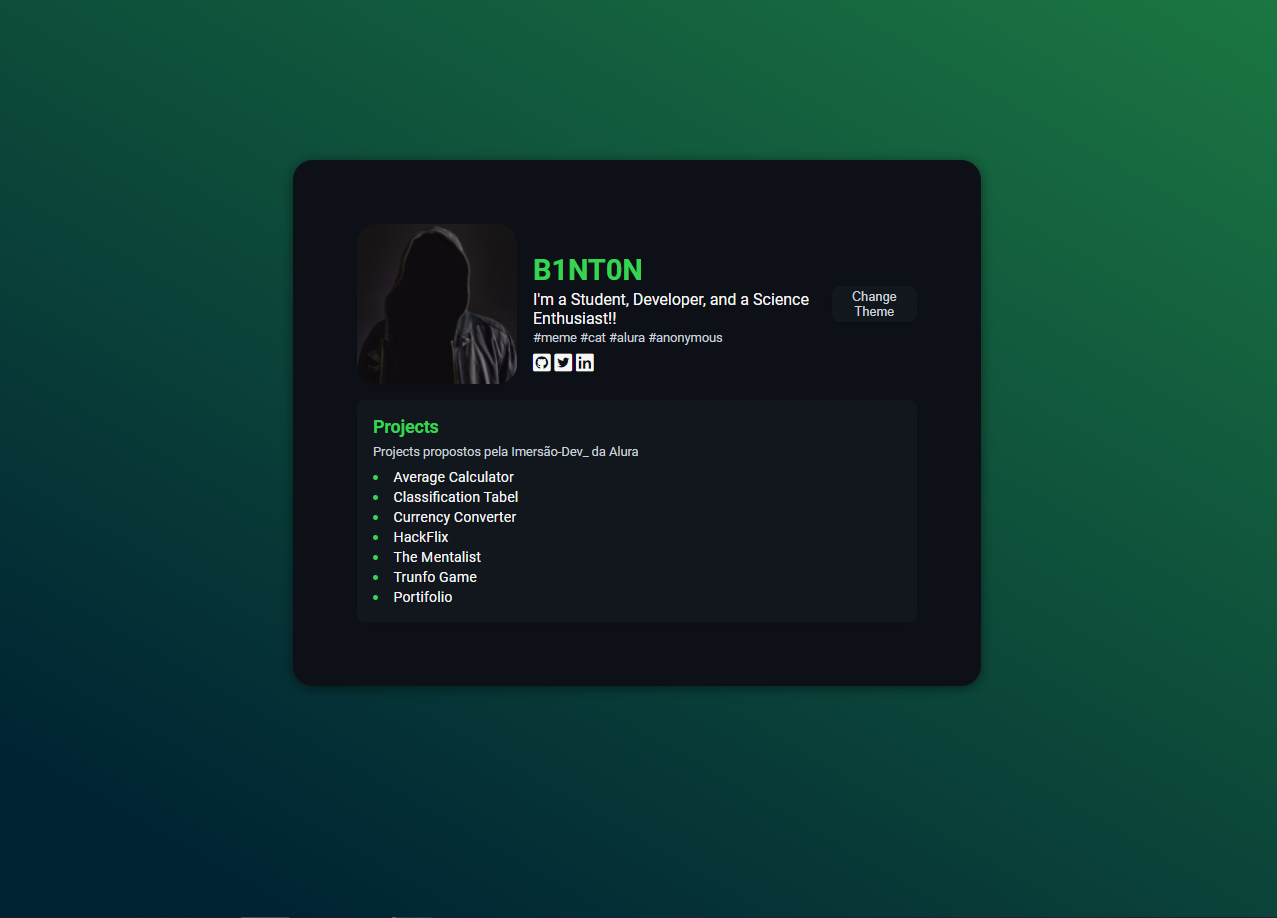 B1NT0N
I'm a Student, Developer, and a Science
Enthusiast!!
#meme #cat #alura #anonymous
Change
Theme
in
Projects
Projects propostos pela Imersão-Dev_ da Alura
Average Calculator
Classification Tabel
Currency Converter
HackFlix
The Mentalist
Trunfo Game
Portifolio